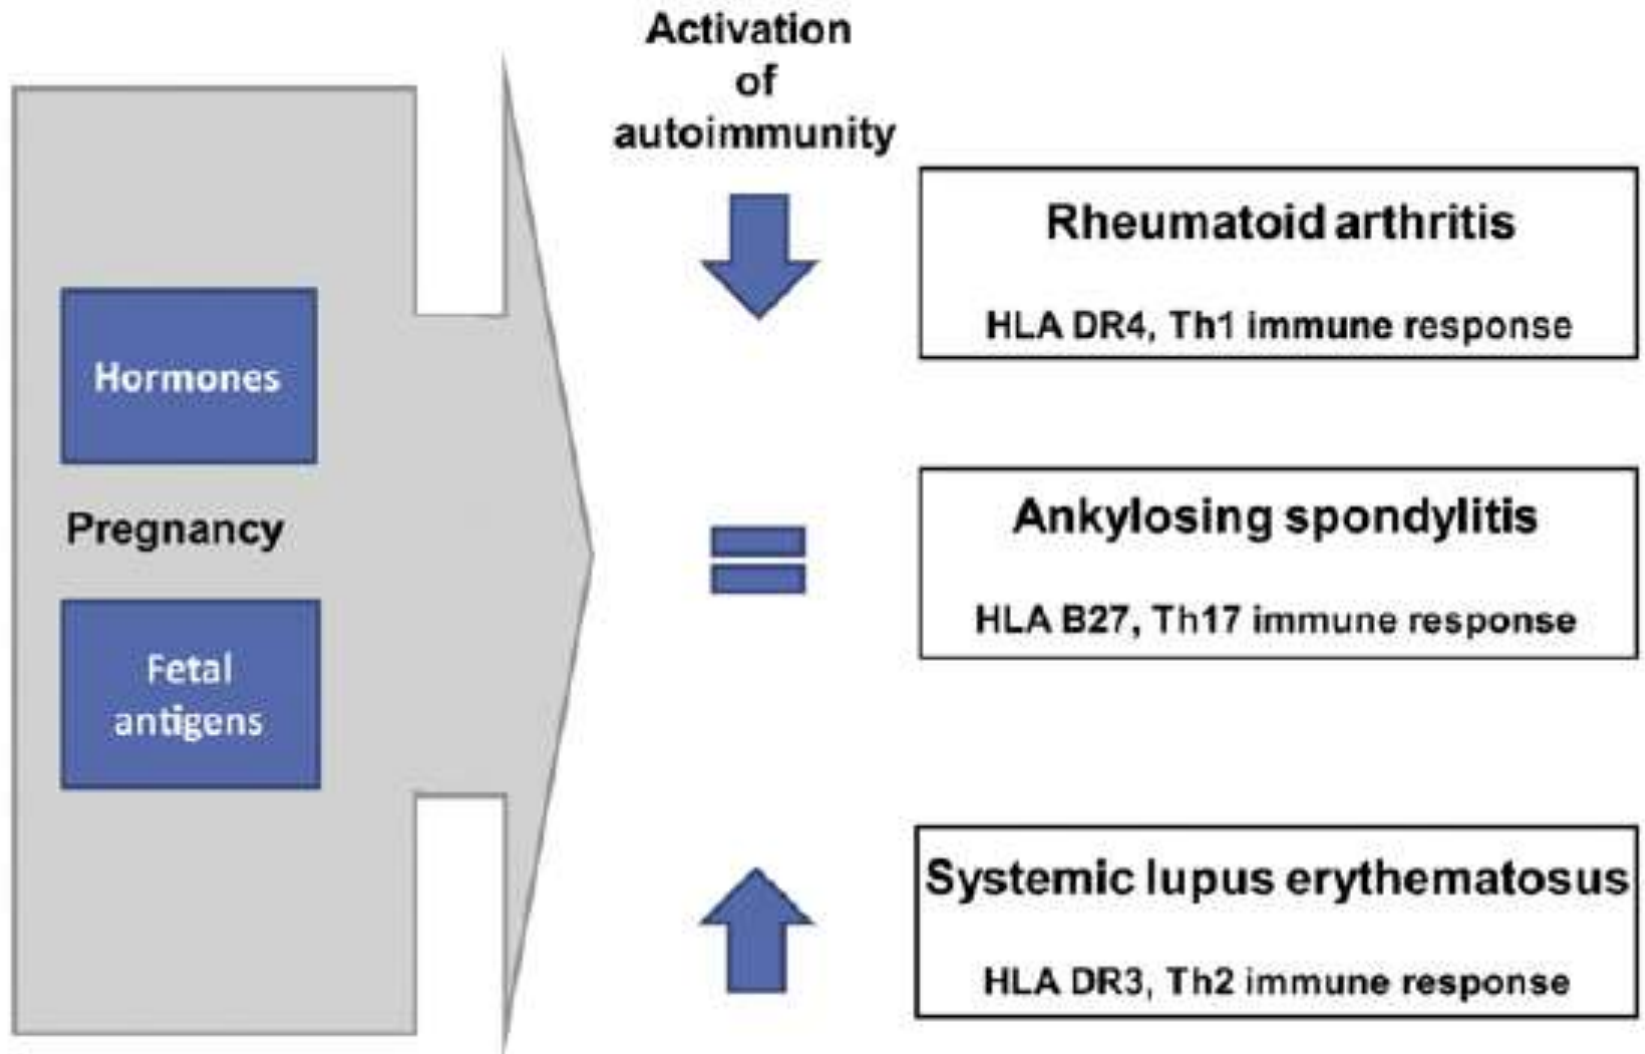 Activation
of
autoimmunity
Hormones
Pregnancy
Fetal
antigens
Rheumatoid arthritis
HLA DR4, Th1 immune response
Ankylosing spondylitis
HLA B27, Th17 immune response
Systemic lupus erythematosus
HLA DR3, Th2 immune response